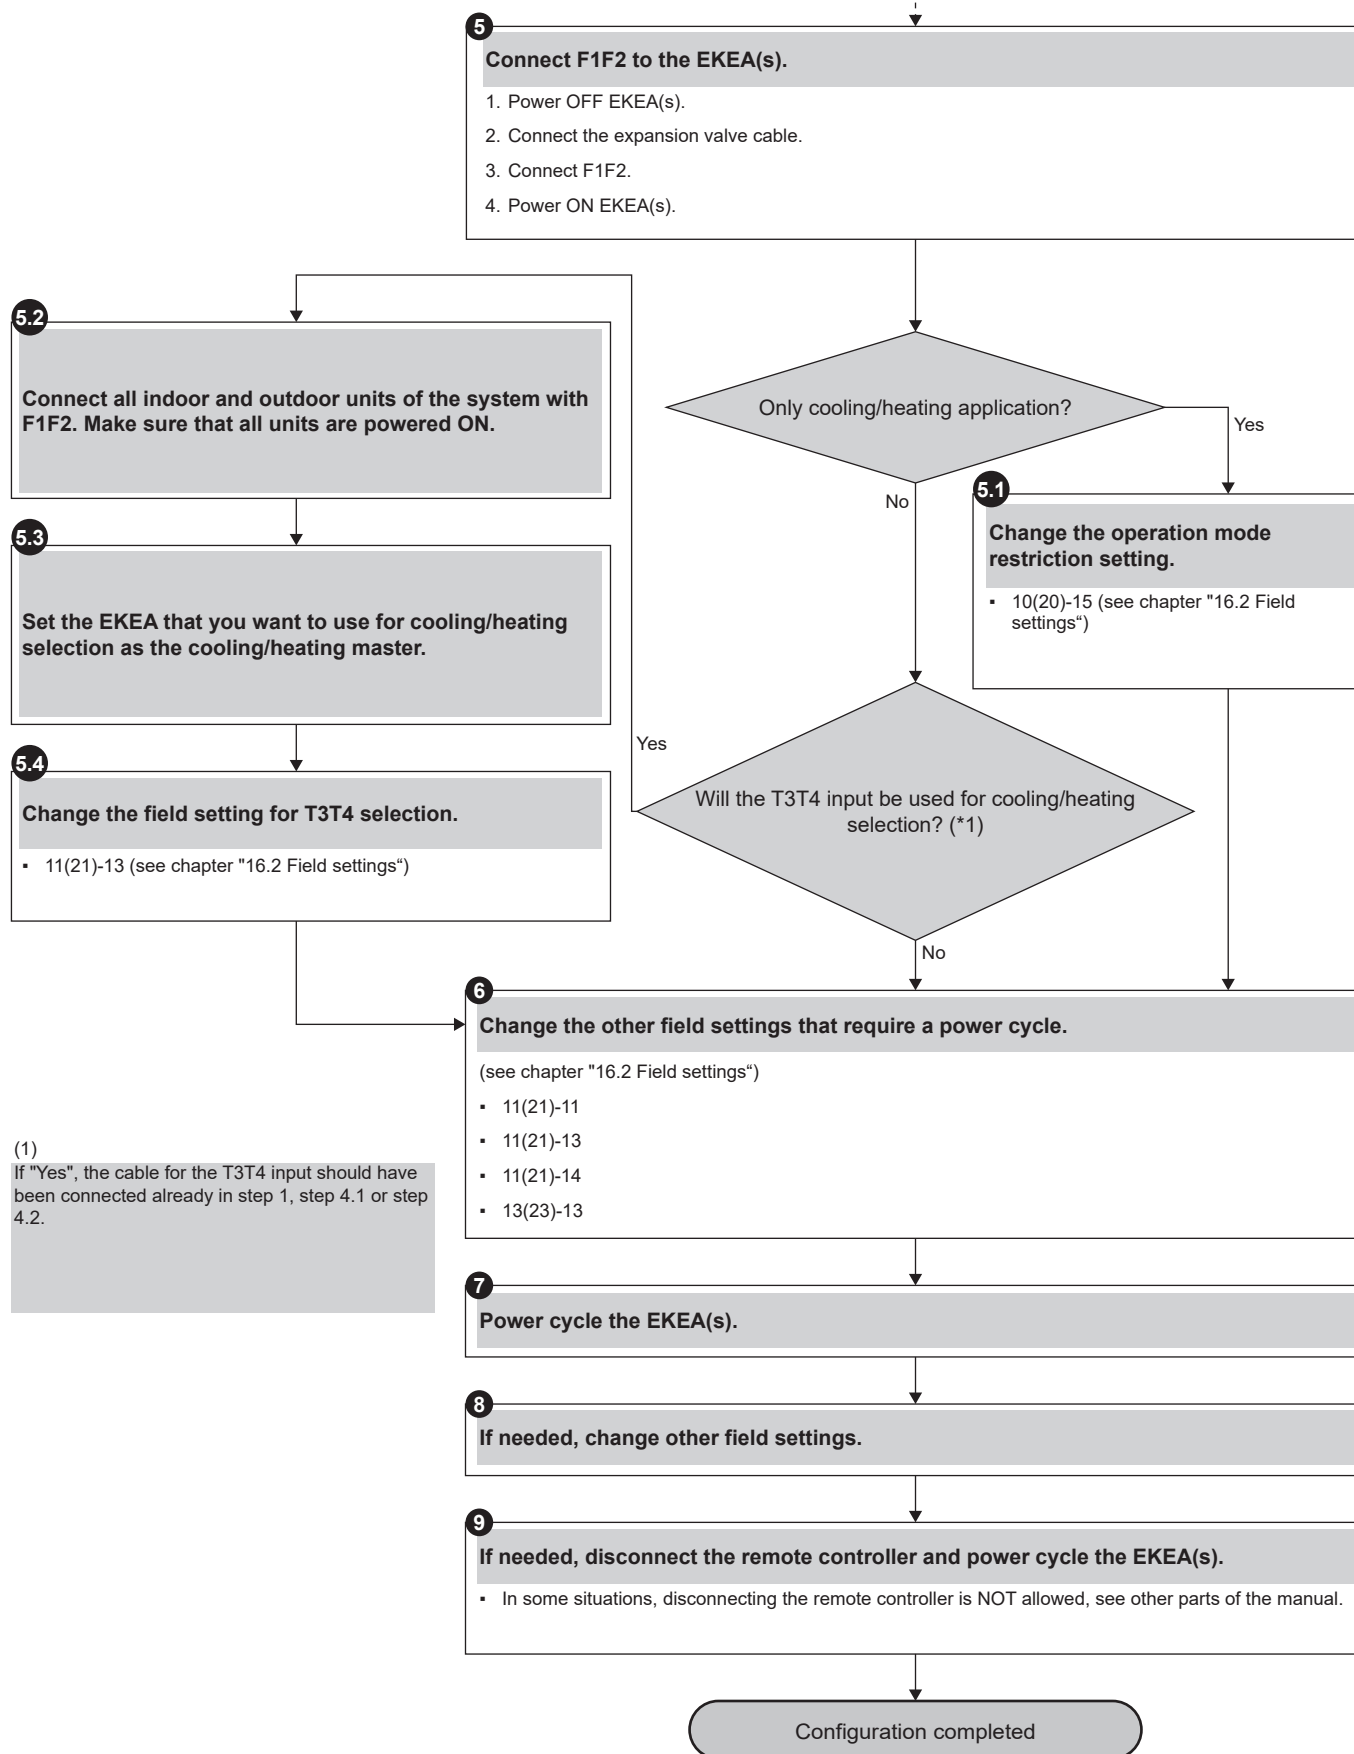 5
Connect F1F2 to the EKEA(s).
1. Power OFF EKEA(s).
2. Connect the expansion valve cable.
3. Connect F1F2.
4. Power ON EKEA(s).
Only cooling/heating application?
Yes
No
5.1
Change the operation mode
restriction setting.
▪ 10(20)-15 (see chapter "16.2 Field
settings“)
Will the T3T4 input be used for cooling/heating
selection? (*1)
Yes
No
5.2
Connect all indoor and outdoor units of the system with
F1F2. Make sure that all units are powered ON.
5.3
Set the EKEA that you want to use for cooling/heating
selection as the cooling/heating master.
5.4
Change the field setting for T3T4 selection.
▪ 11(21)-13 (see chapter "16.2 Field settings“)
6
Change the other field settings that require a power cycle.
(see chapter "16.2 Field settings“)
▪ 11(21)-11
▪ 11(21)-13
▪ 11(21)-14
▪ 13(23)-13
(1)
If "Yes", the cable for the T3T4 input should have
been connected already in step 1, step 4.1 or step
4.2.
7
Power cycle the EKEA(s).
8
If needed, change other field settings.
9
If needed, disconnect the remote controller and power cycle the EKEA(s).
▪ In some situations, disconnecting the remote controller is NOT allowed, see other parts of the manual.
Configuration completed